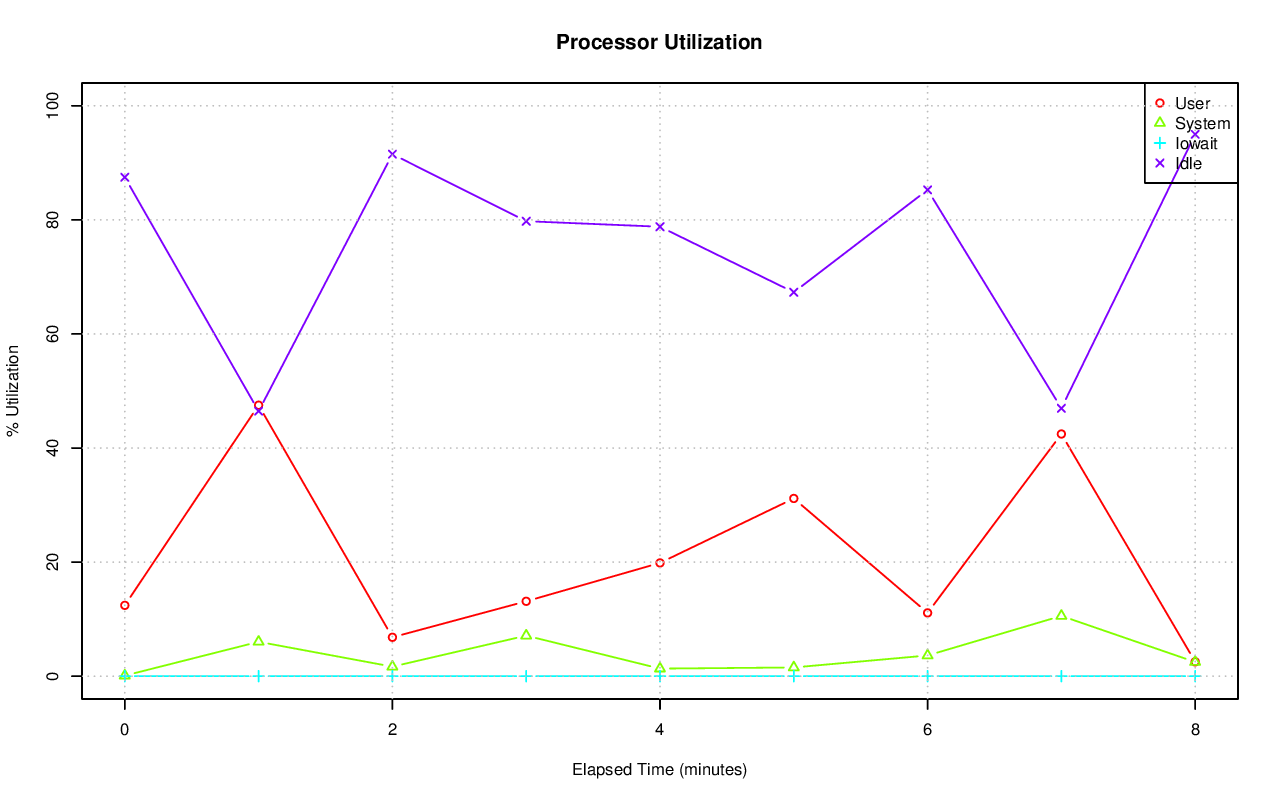 Processor Utilization
% Utilization
100
80
60
40
20
0
0 2 4 6 8
Elapsed Time (minutes)
User
System
Iowait
Idle